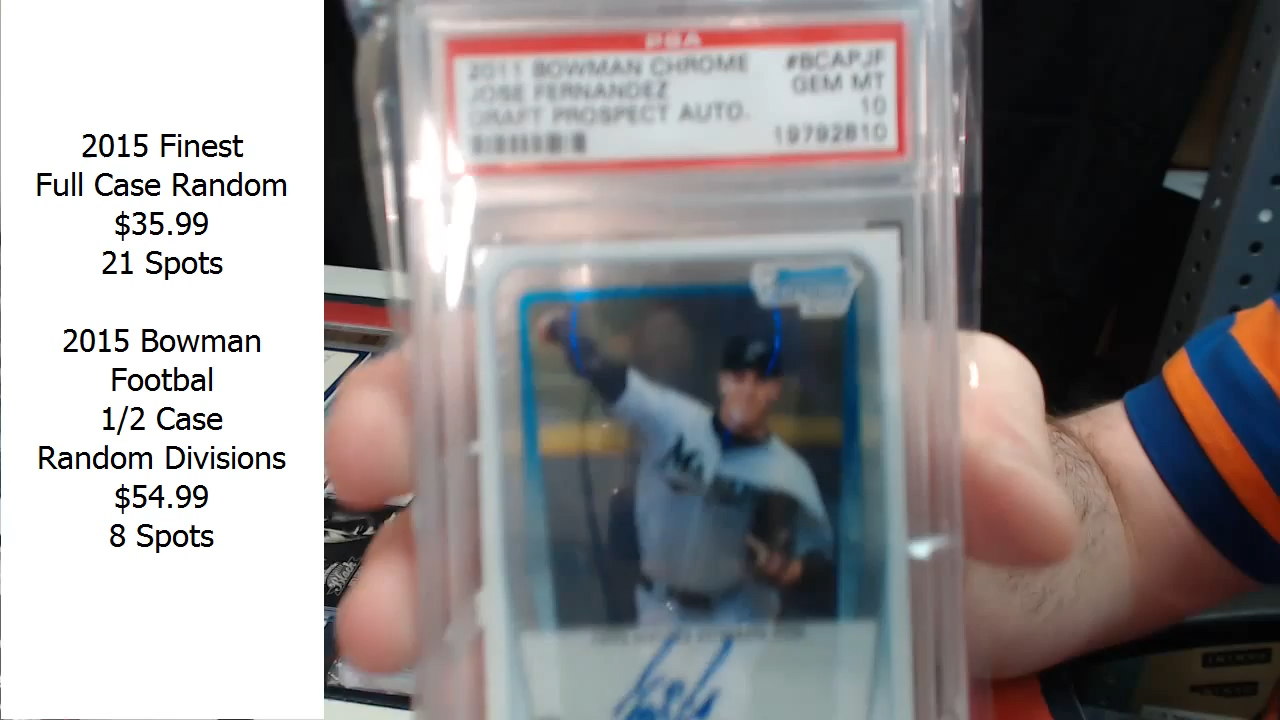 2015 Finest
Full Case Random
$35.99
21 Spots
2015 Bowman
Footbal
1/2 Case
Random Divisions
$54.99
8 Spots
PSA
2011 BOWMAN CHROME #BCAPJF
JOSE FERNANDEZ GEM MT
DRAFT PROSPECT AUTO. 10
19792810